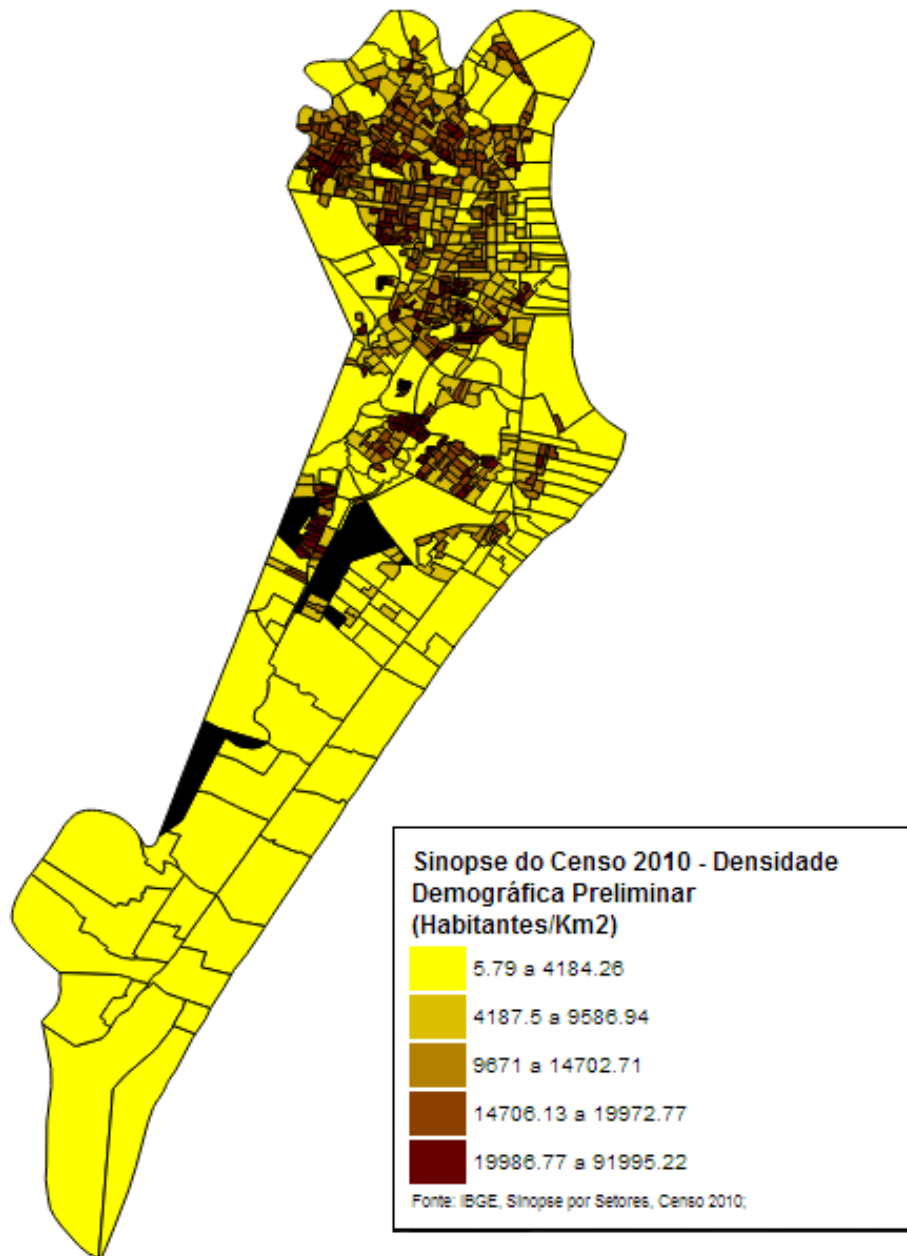 Sinopse do Censo 2010 - Densidade
Demográfica Preliminar
(Habitantes/Km2)
5.79 a 4184.26
4187.5 a 9586.94
9671 a 14702.71
14706.13 a 19972.77
19986.77 a 91995.22
Fonte: IBGE, Sinopse por Setores, Censo 2010;